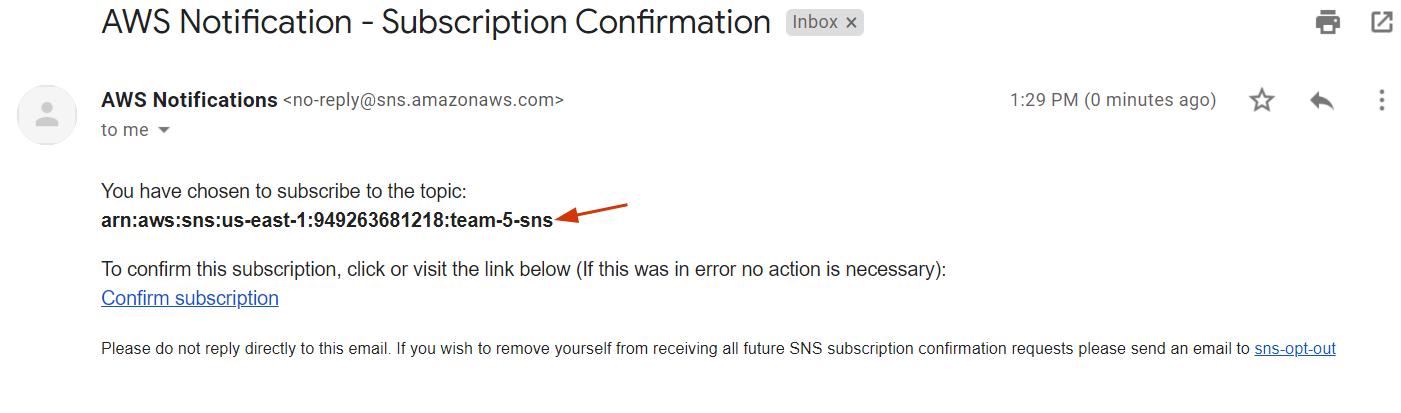 AWS Notification - Subscription Confirmation Inbox ×
AWS Notifications <no-reply@sns.amazonaws.com> 1:29 PM (0 minutes ago)
to me
You have chosen to subscribe to the topic:
arn:aws:sns:us-east-1:949263681218:team-5-sns
To confirm this subscription, click or visit the link below (If this was in error no action is necessary):
Confirm subscription
Please do not reply directly to this email. If you wish to remove yourself from receiving all future SNS subscription confirmation requests please send an email to sns-opt-out